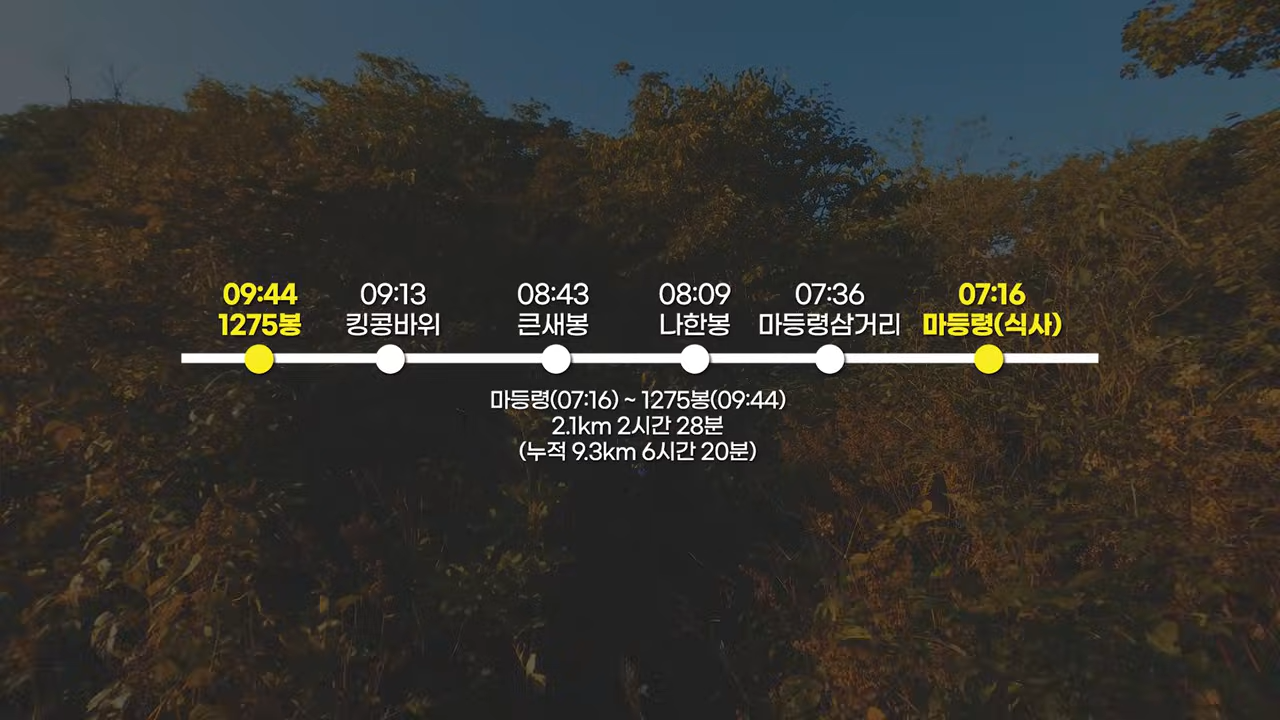 09:44
1275봉
09:13
킹콩바위
08:43
큰새봉
08:09
나한봉
07:36
마등령삼거리
07:16
마등령(식사)
마등령(07:16) ~ 1275봉(09:44)
2.1km 2시간 28분
(누적 9.3km 6시간 20분)